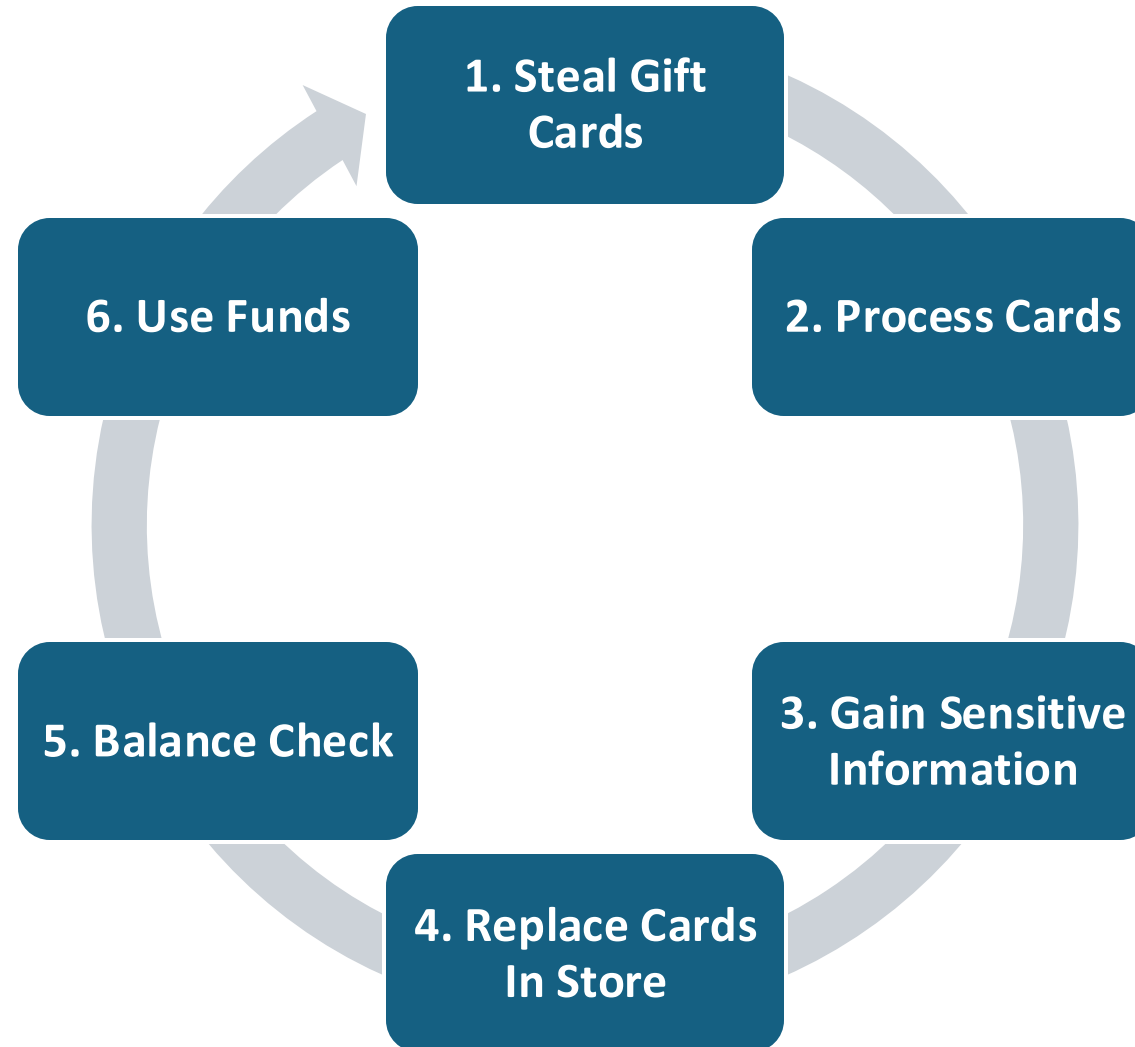 1. Steal Gift
Cards
2. Process Cards
3. Gain Sensitive
Information
4. Replace Cards
In Store
5. Balance Check
6. Use Funds